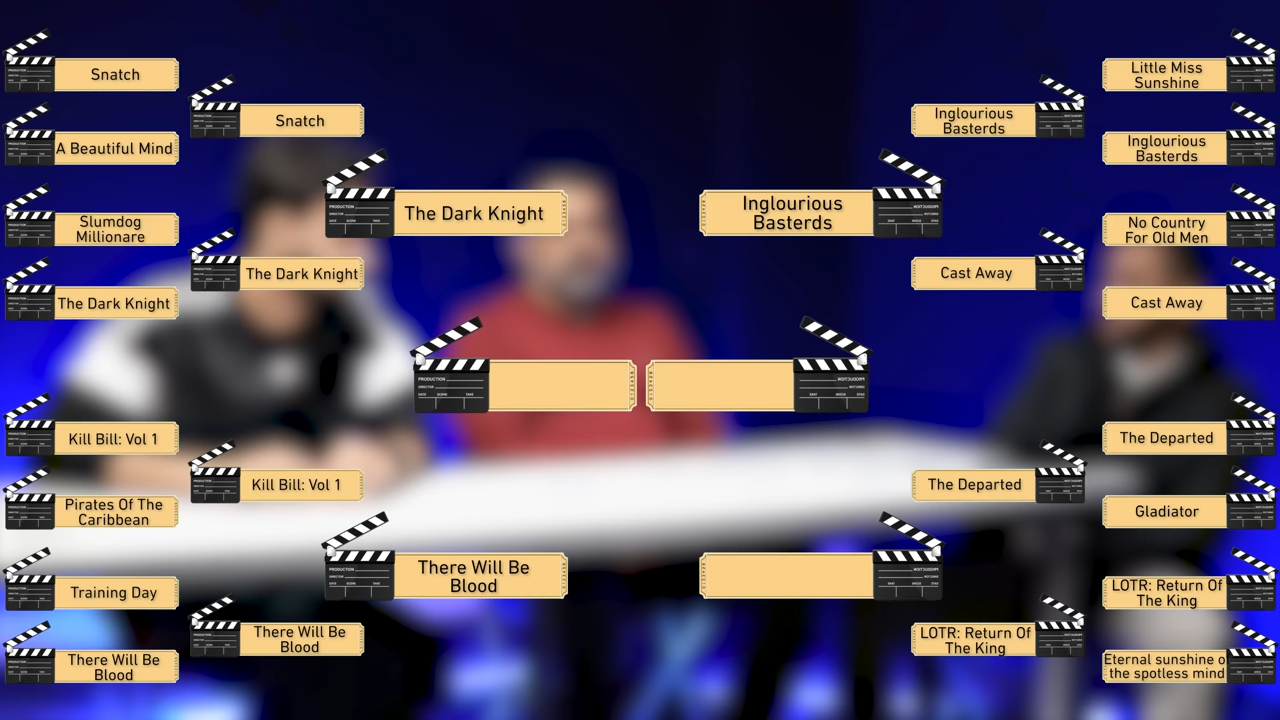 Snatch
A Beautiful Mind
Slumdog
Millionare
The Dark Knight
Kill Bill: Vol 1
Pirates Of The
Caribbean
Training Day
There Will Be
Blood
Snatch
The Dark Knight
Kill Bill: Vol 1
There Will Be
Blood
The Dark Knight
There Will Be
Blood
Inglourious
Basterds
Inglourious
Basterds
Cast Away
The Departed
LOTR: Return Of
The King
Little Miss
Sunshine
Inglourious
Basterds
No Country
For Old Men
Cast Away
The Departed
Gladiator
LOTR: Return Of
The King
Eternal sunshine o
the spotless mind